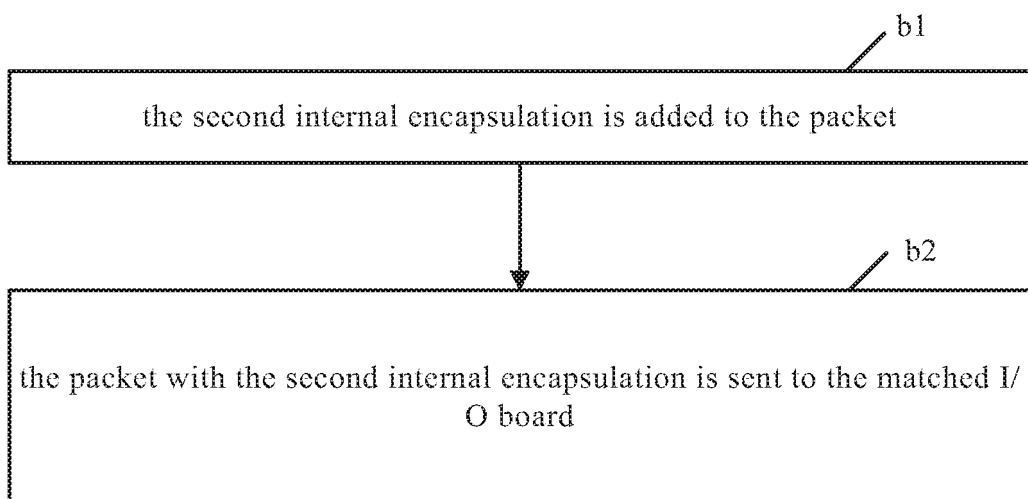 b1
the second internal encapsulation is added to the packet
b2
the packet with the second internal encapsulation is sent to the matched I/
O board